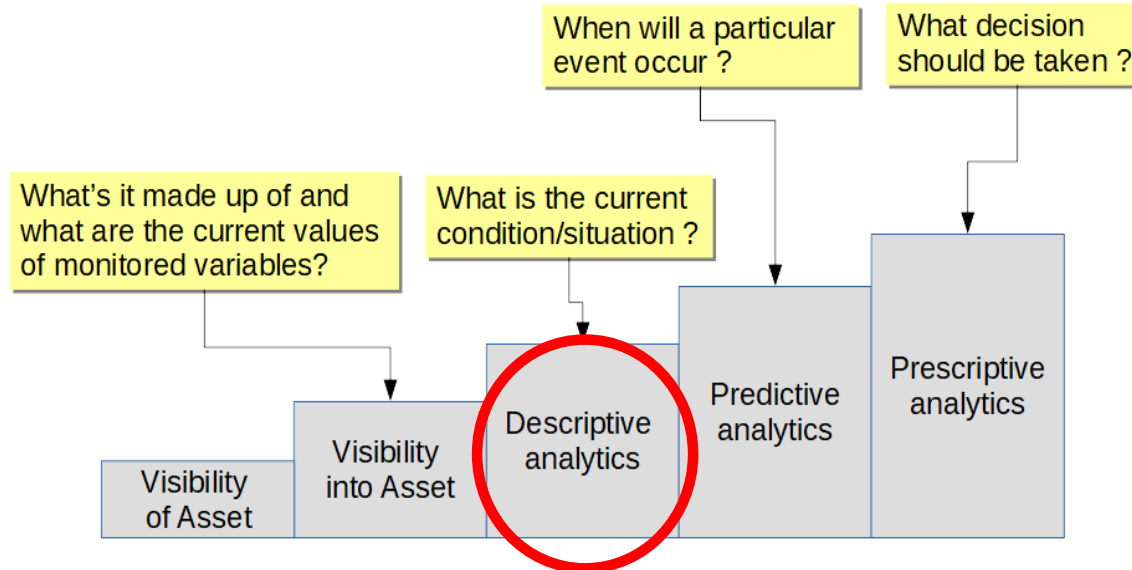 When will a particular
event occur ?
What decision
should be taken ?
What's it made up of and
what are the current values
of monitored variables?
What is the current
condition/situation ?
Visibility
of Asset
Visibility
into Asset
Descriptive
analytics
Predictive
analytics
Prescriptive
analytics